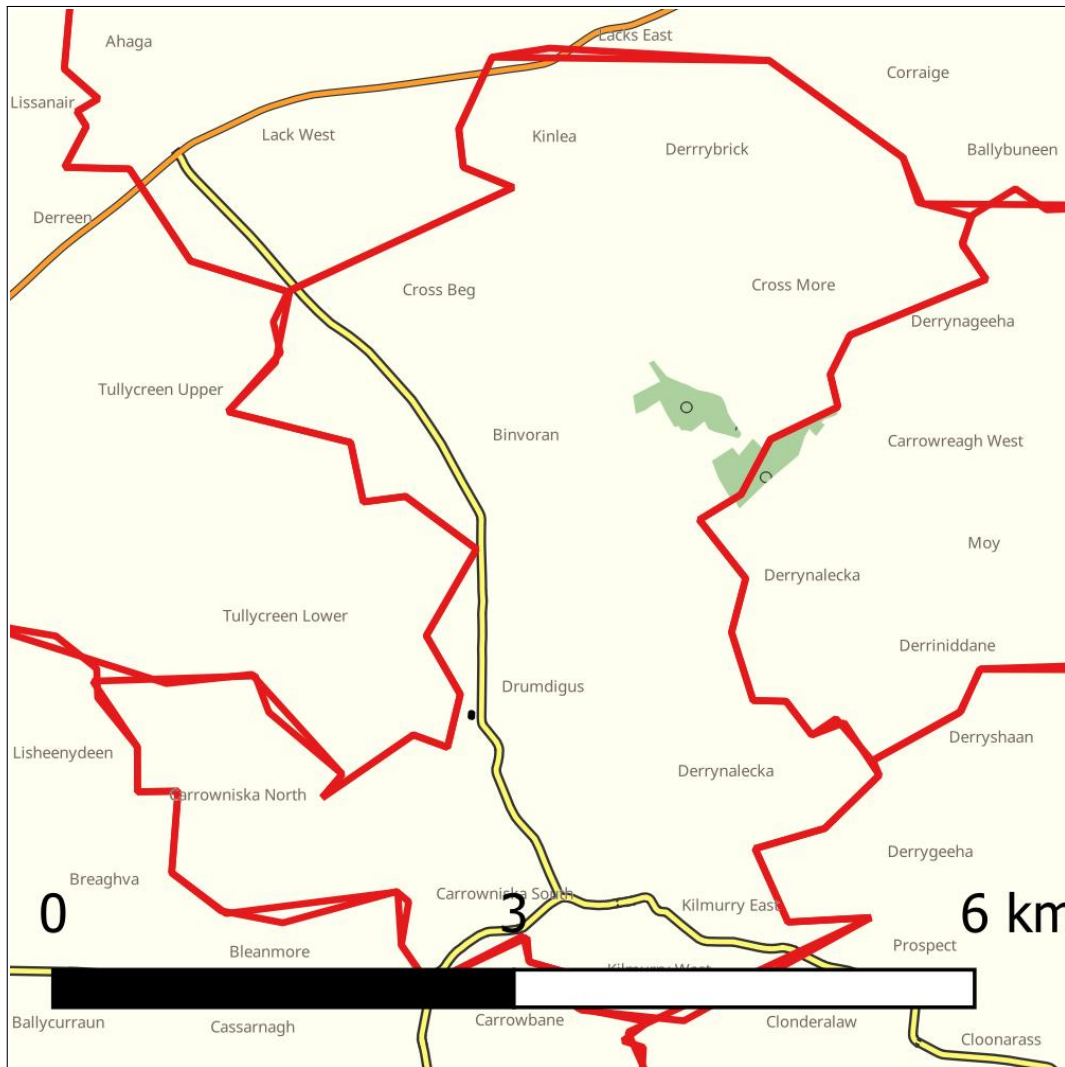 Ahaga
Lacks East
Corraige
Lissanair
Lack West
Kinlea
Derrrybrick
Ballybuneen
Derreen
Cross Beg
Cross More
Derrynageeha
Tullycreen Upper
Binvoran
Carrowreagh West
Moy
Derrynalecka
Tullycreen Lower
Derriniddane
Drumdigus
Lisheenydeen
Derryshaan
Derrynalecka
Carrowniska North
Derrygeeha
Breaghva
Carrowniska South
Kilmurry East
0 3 6 km
Prospect
Bleanmore
Kilmurry West
Ballycurraun
Cassarnagh
Carrowbane
Clonderalaw
Cloonarass